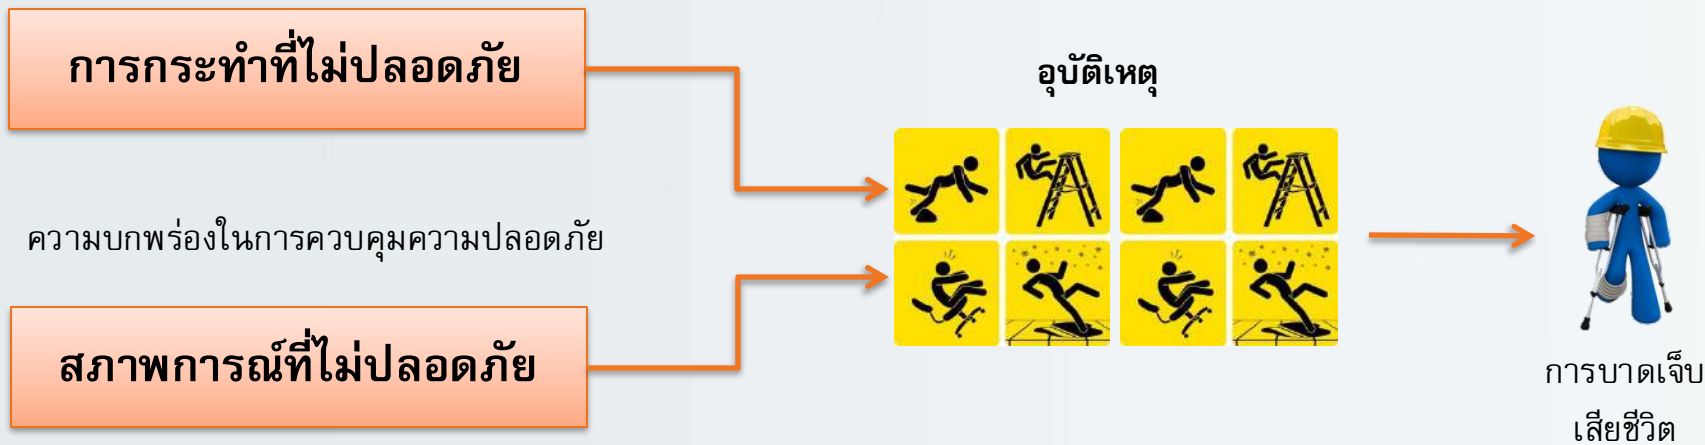 การกระทำที่ไม่ปลอดภัย
อุบัติเหตุ
ความบกพร่องในการควบคุมความปลอดภัย
สภาพการณ์ที่ไม่ปลอดภัย
การบาดเจ็บ
เสียชีวิต